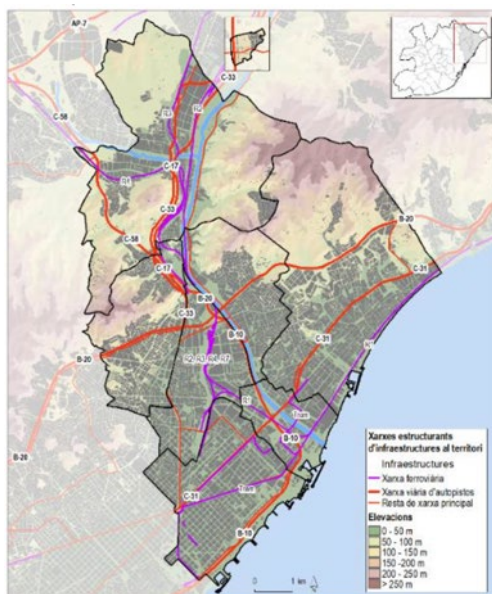 AP-7
C-33
C-58
R3
R2
C-17
R4
C-33
B-20
C-58
C-17
C-31
B-20
C-33
B-10
C-31
R1
B-20
R2, R3, R4, R7
R1
Tram
B-20
B-10
Tram
C-31
B-10
0 1 km
Xarxes estructurants
d'infraestructures al territori
Infraestructures
Xarxa ferroviària
Xarxa viària d'autopistes
Resta de xarxa principal
Elevacions
0 - 50 m
50 - 100 m
100 - 150 m
150 -200 m
200 - 250 m
> 250 m